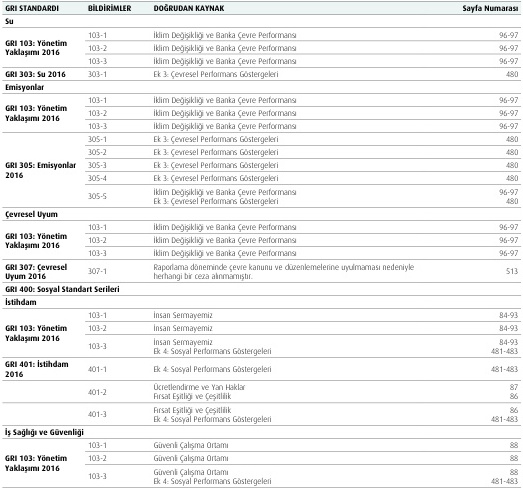 GRI STANDARDI BİLDİRİMLER DOĞRUDAN KAYNAK Sayfa Numarası
Su
GRI 103: Yönetim Yaklaşımı 2016
103-1 İklim Değişikliği ve Banka Çevre Performansı 96-97
103-2 İklim Değişikliği ve Banka Çevre Performansı 96-97
103-3 İklim Değişikliği ve Banka Çevre Performansı 96-97
GRI 303: Su 2016 303-1 Ek 3: Çevresel Performans Göstergeleri 480
Emisyonlar
GRI 103: Yönetim Yaklaşımı 2016
103-1 İklim Değişikliği ve Banka Çevre Performansı 96-97
103-2 İklim Değişikliği ve Banka Çevre Performansı 96-97
103-3 İklim Değişikliği ve Banka Çevre Performansı 96-97
GRI 305: Emisyonlar 2016
305-1 Ek 3: Çevresel Performans Göstergeleri 480
305-2 Ek 3: Çevresel Performans Göstergeleri 480
305-3 Ek 3: Çevresel Performans Göstergeleri 480
305-4 Ek 3: Çevresel Performans Göstergeleri 480
305-5 İklim Değişikliği ve Banka Çevre Performansı 96-97
Ek 3: Çevresel Performans Göstergeleri 480
Çevresel Uyum
GRI 103: Yönetim Yaklaşımı 2016
103-1 İklim Değişikliği ve Banka Çevre Performansı 96-97
103-2 İklim Değişikliği ve Banka Çevre Performansı 96-97
103-3 İklim Değişikliği ve Banka Çevre Performansı 96-97
GRI 307: Çevresel Uyum 2016
307-1 Raporlama döneminde çevre kanunu ve düzenlemelerine uyulmaması nedeniyle
herhangi bir ceza alınmamıştır. 513
GRI 400: Sosyal Standart Serileri
İstihdam
GRI 103: Yönetim Yaklaşımı 2016
103-1 İnsan Sermayemiz 84-93
103-2 İnsan Sermayemiz 84-93
103-3 İnsan Sermayemiz 84-93
Ek 4: Sosyal Performans Göstergeleri 481-483
GRI 401: İstihdam 2016
401-1 Ek 4: Sosyal Performans Göstergeleri 481-483
401-2 Ücretlendirme ve Yan Haklar 87
Fırsat Eşitliği ve Çeşitlilik 86
401-3 Fırsat Eşitliği ve Çeşitlilik 86
Ek 4: Sosyal Performans Göstergeleri 481-483
İş Sağlığı ve Güvenliği
GRI 103: Yönetim Yaklaşımı 2016
103-1 Güvenli Çalışma Ortamı 88
103-2 Güvenli Çalışma Ortamı 88
103-3 Güvenli Çalışma Ortamı 88
Ek 4: Sosyal Performans Göstergeleri 481-483